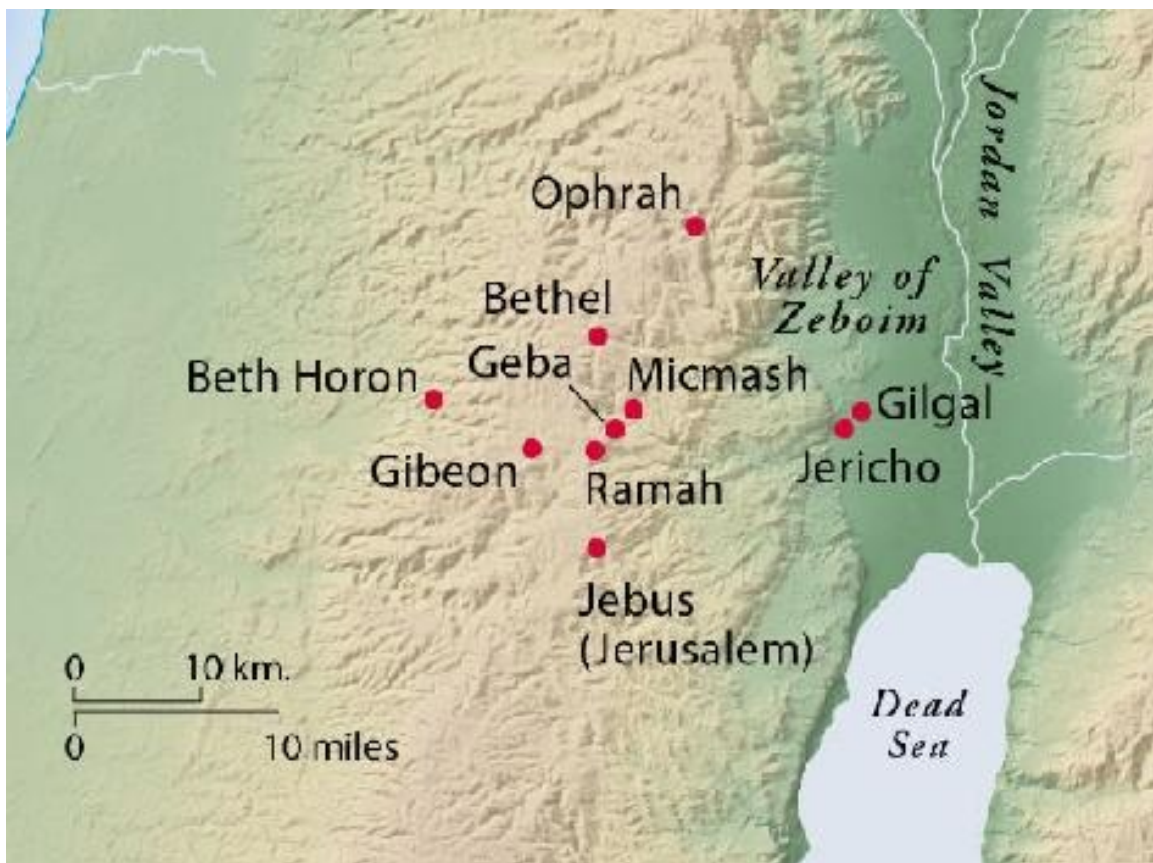 Jordan Valley
Ophrah
Valley of
Zeboim
Bethel
Geba
Micmash
Beth Horon
Gilgal
Gibeon
Ramah
Jericho
Jebus
(Jerusalem)
0 10 km.
0 10 miles
Dead
Sea